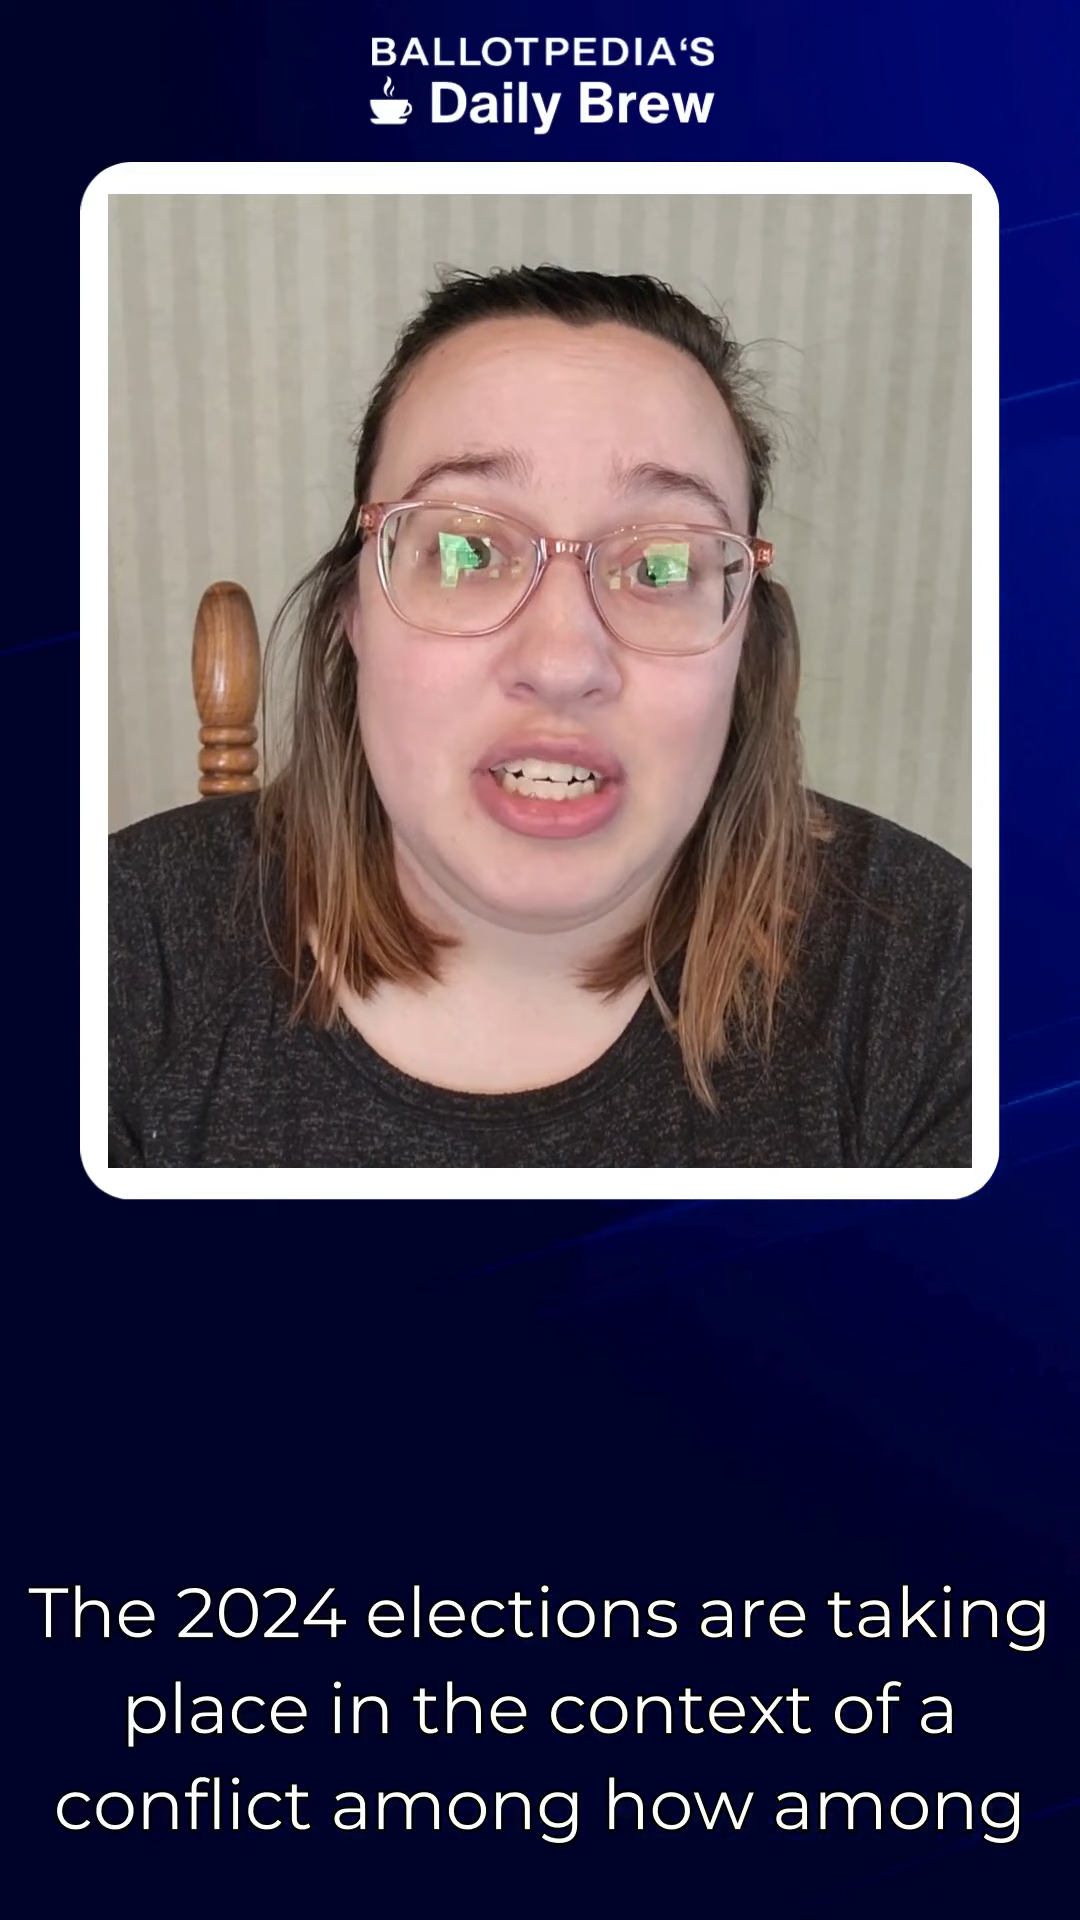 BALLOTPEDIA‘S
Daily Brew
The 2024 elections are taking
place in the context of a
conflict among how among